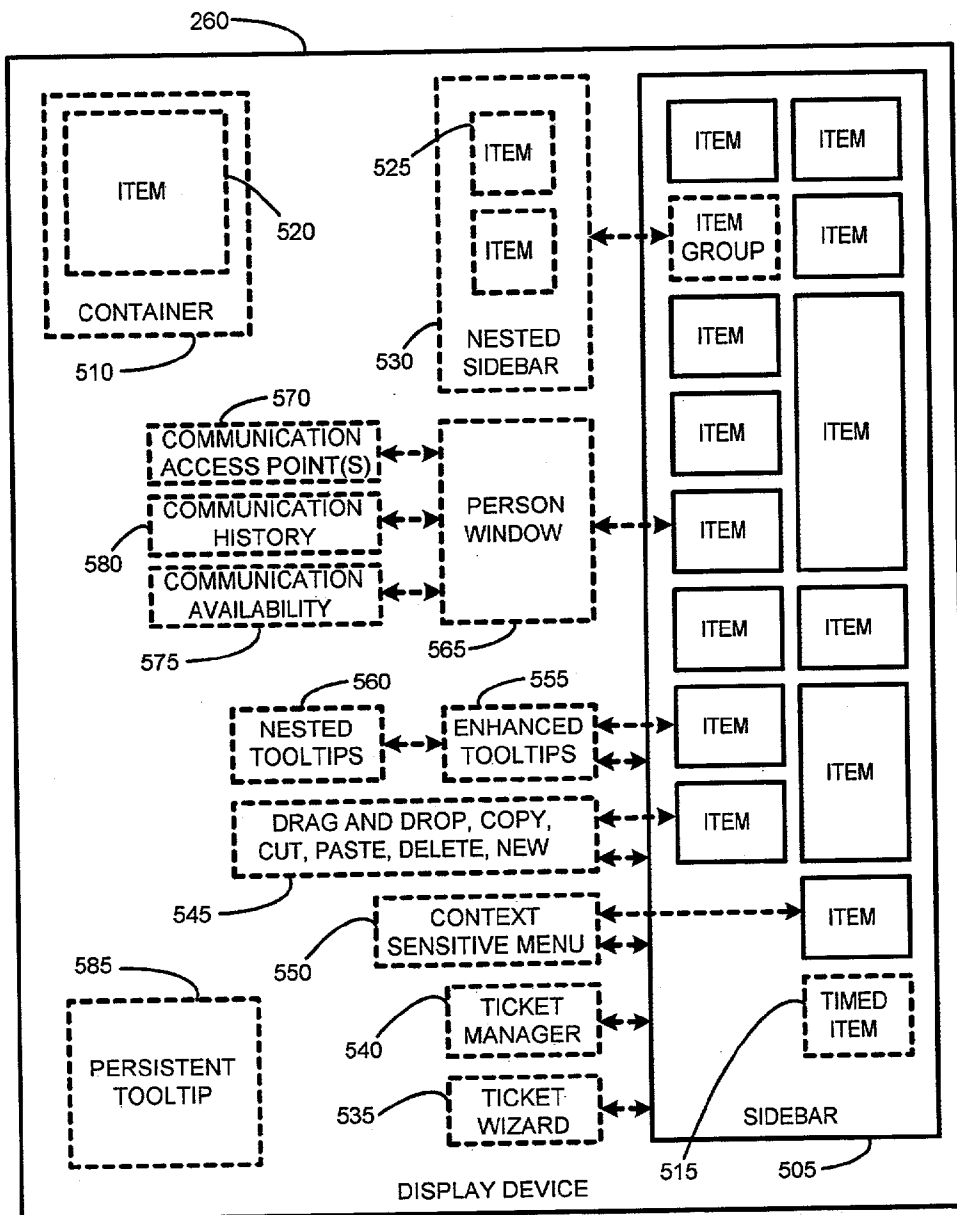 260
ITEM
520
CONTAINER
510
525
ITEM
ITEM
530
NESTED
SIDEBAR
ITEM
ITEM
ITEM
GROUP
ITEM
ITEM
ITEM
ITEM
ITEM
ITEM
ITEM
ITEM
ITEM
ITEM
ITEM
TIMED
ITEM
SIDEBAR
515
505
570
COMMUNICATION
ACCESS POINT(S)
COMMUNICATION
HISTORY
580
COMMUNICATION
AVAILABILITY
575
PERSON
WINDOW
565
560
555
NESTED
TOOLTIPS
ENHANCED
TOOLTIPS
DRAG AND DROP, COPY,
CUT, PASTE, DELETE, NEW
545
550
CONTEXT
SENSITIVE MENU
585
PERSISTENT
TOOLTIP
540
TICKET
MANAGER
535
TICKET
WIZARD
DISPLAY DEVICE